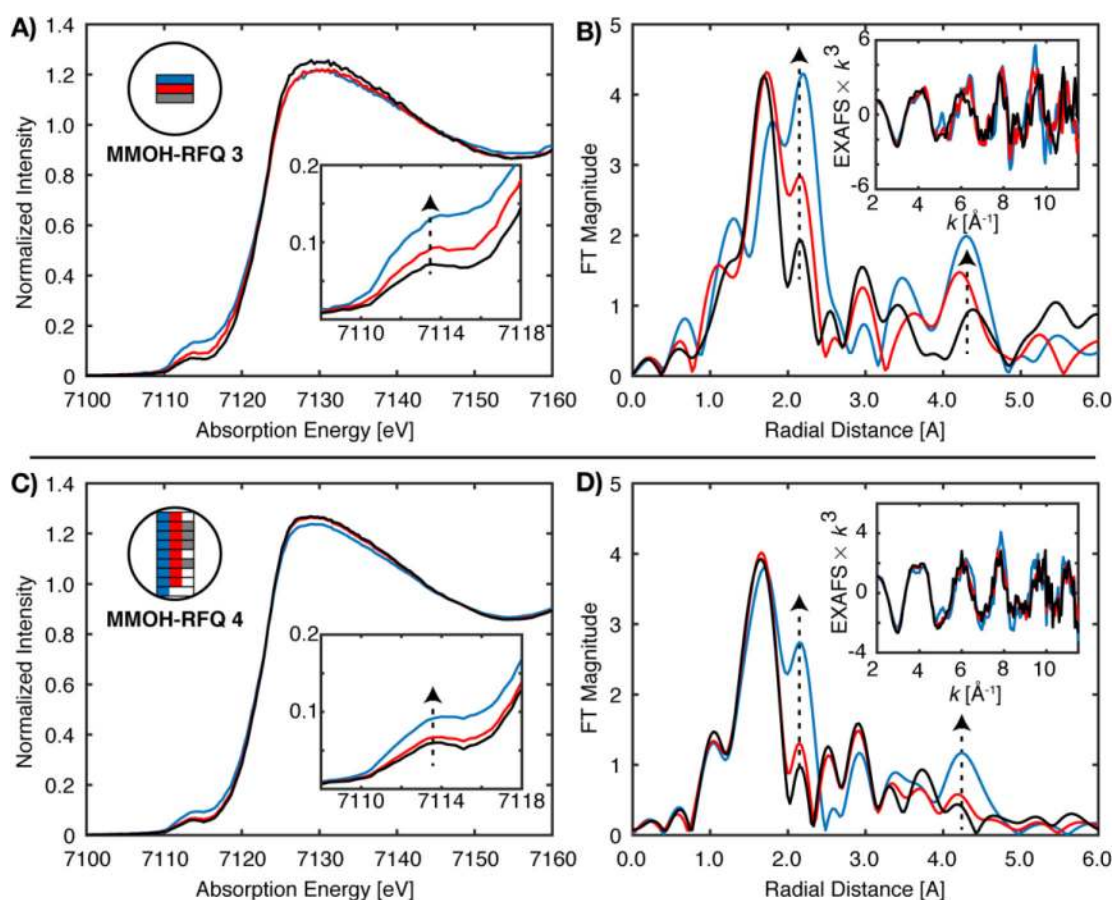 A)
1.4
1.2
1.0
0.8
0.6
0.4
0.2
0
Normalized Intensity
MMOH-RFQ 3
0.2
0.1
7110 7114 7118
7100 7110 7120 7130 7140 7150 7160
Absorption Energy [eV]
B)
5
4
3
2
1
0
FT Magnitude
6
0
-6
EXAFS × k³
2 4 6 8 10
k [Å⁻¹]
0.0 1.0 2.0 3.0 4.0 5.0 6.0
Radial Distance [A]
C)
1.4
1.2
1.0
0.8
0.6
0.4
0.2
0
Normalized Intensity
MMOH-RFQ 4
0.2
0.1
7110 7114 7118
7100 7110 7120 7130 7140 7150 7160
Absorption Energy [eV]
D)
5
4
3
2
1
0
FT Magnitude
4
0
-4
EXAFS × k³
2 4 6 8 10
k [Å⁻¹]
0.0 1.0 2.0 3.0 4.0 5.0 6.0
Radial Distance [A]